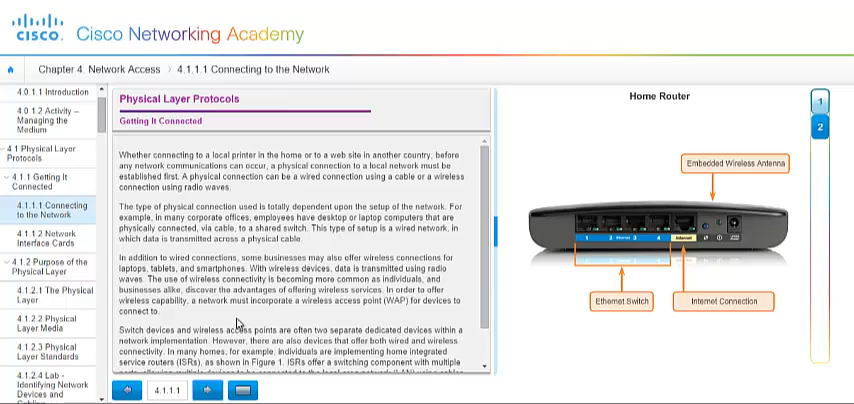 CISCO. Cisco Networking Academy
Chapter 4. Network Access > 4.1.1.1 Connecting to the Network
4.0.1.1 Introduction
4.0.1.2 Activity –
Managing the
Medium
4.1 Physical Layer
Protocols
4.1.1 Getting It
Connected
4.1.1.1 Connecting
to the Network
4.1.1.2 Network
Interface Cards
4.1.2 Purpose of the
Physical Layer
4.1.2.1 The Physical
Layer
4.1.2.2 Physical
Layer Media
4.1.2.3 Physical
Layer Standards
4.1.2.4 Lab -
Identifying Network
Devices and
Physical Layer Protocols
Getting It Connected
Whether connecting to a local printer in the home or to a web site in another country, before
any network communications can occur, a physical connection to a local network must be
established first. A physical connection can be a wired connection using a cable or a wireless
connection using radio waves.
The type of physical connection used is totally dependent upon the setup of the network. For
example, in many corporate offices, employees have desktop or laptop computers that are
physically connected, via cable, to a shared switch. This type of setup is a wired network, in
which data is transmitted across a physical cable.
In addition to wired connections, some businesses may also offer wireless connections for
laptops, tablets, and smartphones. With wireless devices, data is transmitted using radio
waves. The use of wireless connectivity is becoming more common as individuals, and
businesses alike, discover the advantages of offering wireless services. In order to offer
wireless capability, a network must incorporate a wireless access point (WAP) for devices to
connect to.
Switch devices and wireless access points are often two separate dedicated devices within a
network implementation. However, there are also devices that offer both wired and wireless
connectivity. In many homes, for example, individuals are implementing home integrated
service routers (ISRs), as shown in Figure 1. ISRs offer a switching component with multiple
4.1.1.1
Home Router
Embedded Wireless Antenna
1 2 Ethernet 3 4 Internet
Ethernet Switch
Internet Connection
1
2